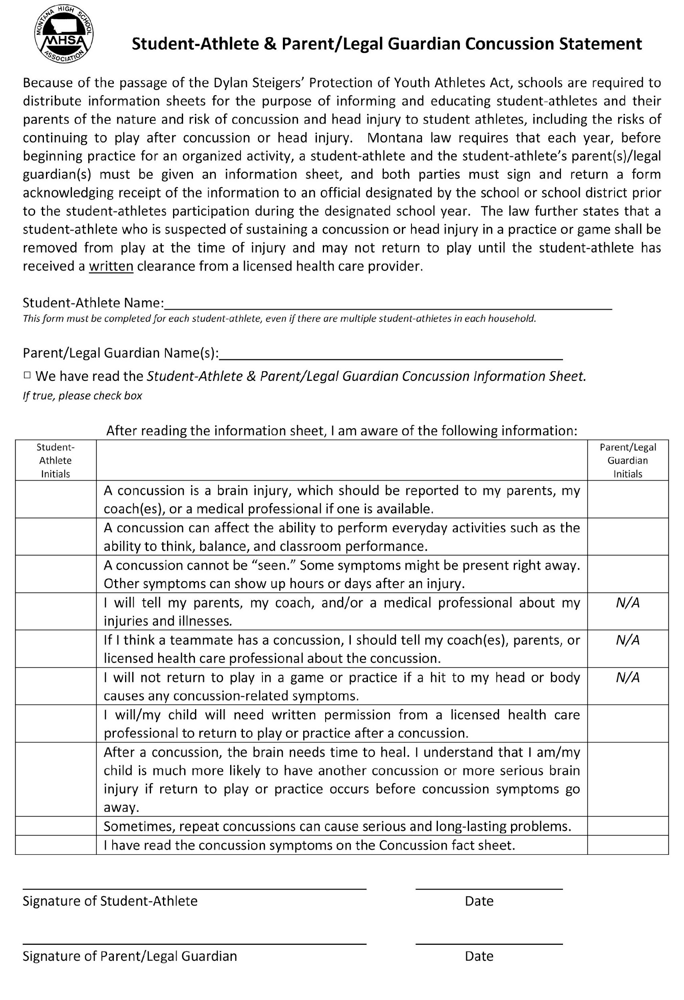 MONTANA HIGH SCHOOL
MHSA
ASSOCIATION
Student-Athlete & Parent/Legal Guardian Concussion Statement
Because of the passage of the Dylan Steigers’ Protection of Youth Athletes Act, schools are required to
distribute information sheets for the purpose of informing and educating student-athletes and their
parents of the nature and risk of concussion and head injury to student athletes, including the risks of
continuing to play after concussion or head injury. Montana law requires that each year, before
beginning practice for an organized activity, a student-athlete and the student-athlete’s parent(s)/legal
guardian(s) must be given an information sheet, and both parties must sign and return a form
acknowledging receipt of the information to an official designated by the school or school district prior
to the student-athletes participation during the designated school year. The law further states that a
student-athlete who is suspected of sustaining a concussion or head injury in a practice or game shall be
removed from play at the time of injury and may not return to play until the student-athlete has
received a written clearance from a licensed health care provider.
Student-Athlete Name:
This form must be completed for each student-athlete, even if there are multiple student-athletes in each household.
Parent/Legal Guardian Name(s):
□ We have read the Student-Athlete & Parent/Legal Guardian Concussion Information Sheet.
If true, please check box
After reading the information sheet, I am aware of the following information:
Student-
Athlete
Initials
Parent/Legal
Guardian
Initials
A concussion is a brain injury, which should be reported to my parents, my
coach(es), or a medical professional if one is available.
A concussion can affect the ability to perform everyday activities such as the
ability to think, balance, and classroom performance.
A concussion cannot be “seen.” Some symptoms might be present right away.
Other symptoms can show up hours or days after an injury.
I will tell my parents, my coach, and/or a medical professional about my
injuries and illnesses.
N/A
If I think a teammate has a concussion, I should tell my coach(es), parents, or
licensed health care professional about the concussion.
N/A
I will not return to play in a game or practice if a hit to my head or body
causes any concussion-related symptoms.
N/A
I will/my child will need written permission from a licensed health care
professional to return to play or practice after a concussion.
After a concussion, the brain needs time to heal. I understand that I am/my
child is much more likely to have another concussion or more serious brain
injury if return to play or practice occurs before concussion symptoms go
away.
Sometimes, repeat concussions can cause serious and long-lasting problems.
I have read the concussion symptoms on the Concussion fact sheet.
Signature of Student-Athlete
Date
Signature of Parent/Legal Guardian
Date